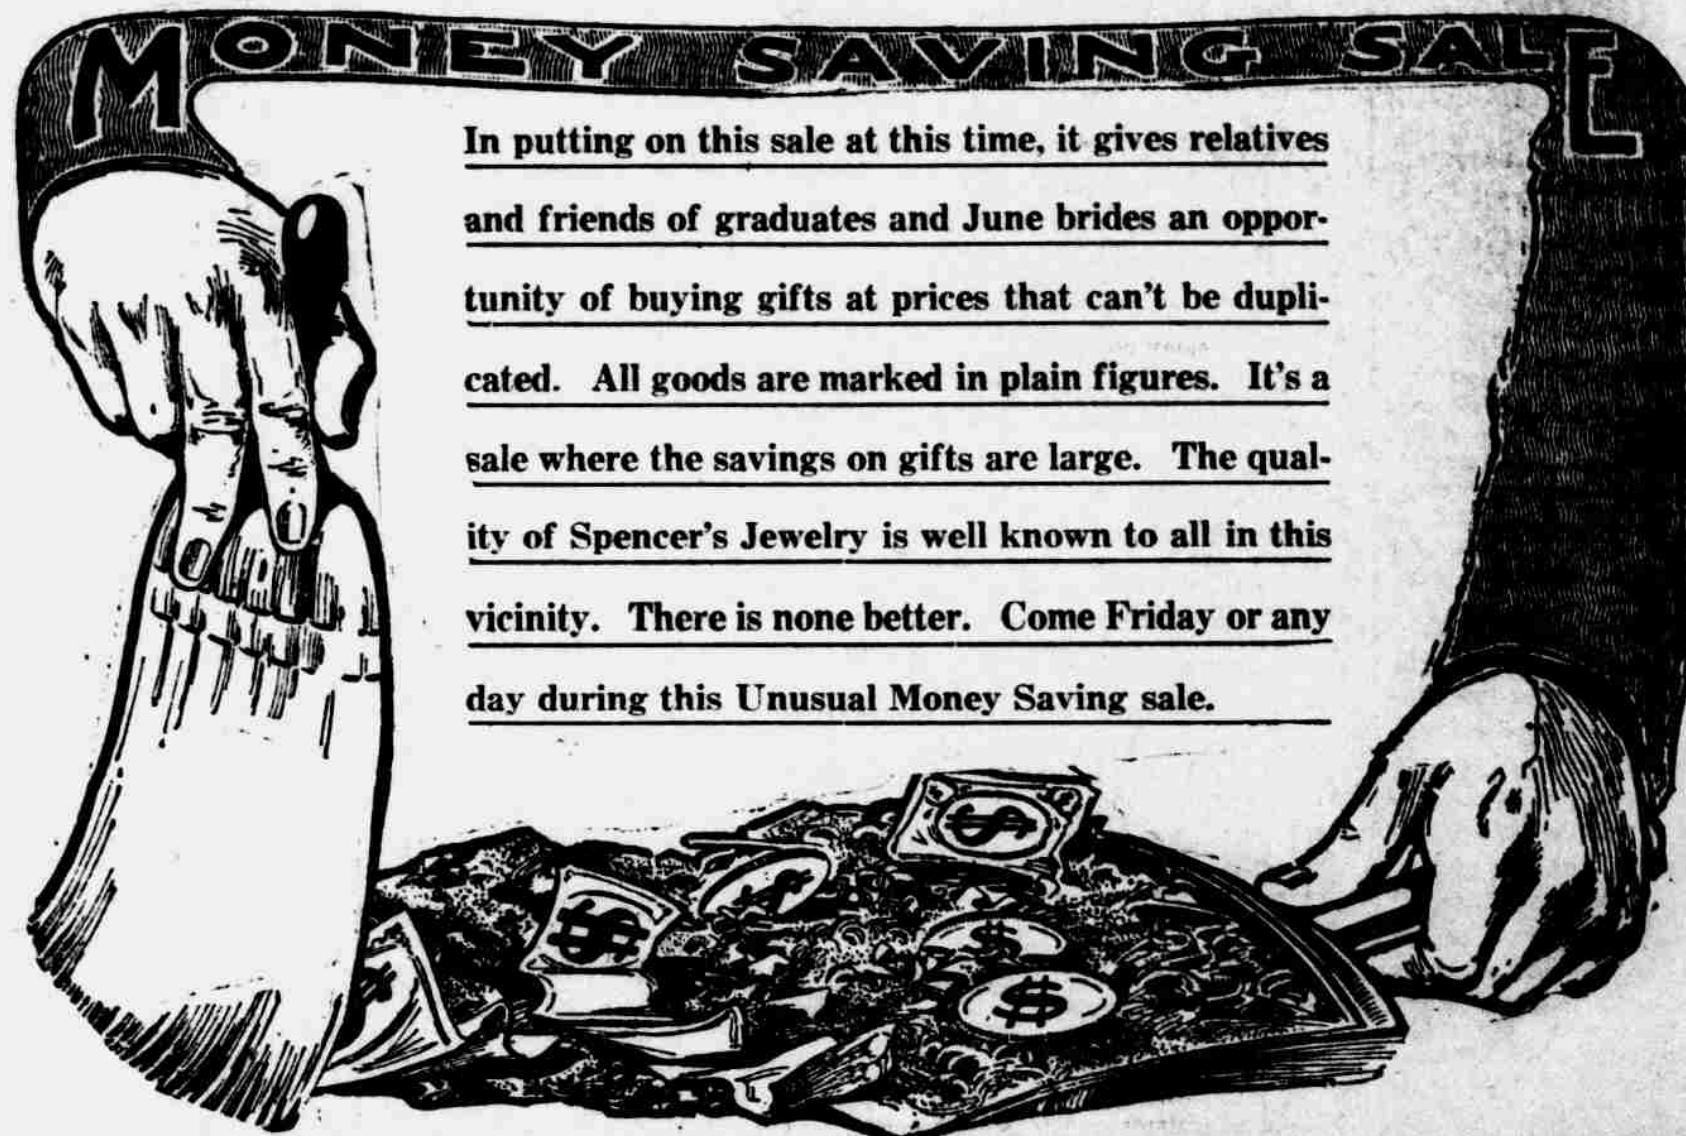 MONEY SAVING SALE
In putting on this sale at this time, it gives relatives
and friends of graduates and June brides an oppor-
tunity of buying gifts at prices that can't be dupli-
cated. All goods are marked in plain figures. It's a
sale where the savings on gifts are large. The qual-
ity of Spencer's Jewelry is well known to all in this
vicinity. There is none better. Come Friday or any
day during this Unusual Money Saving sale.
$
$
$
$
$